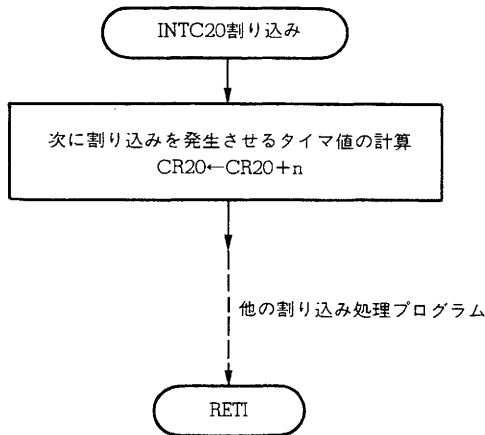 INTC20割り込み
次に割り込みを発生させるタイマ値の計算
CR20←CR20+n
他の割り込み処理プログラム
RETI